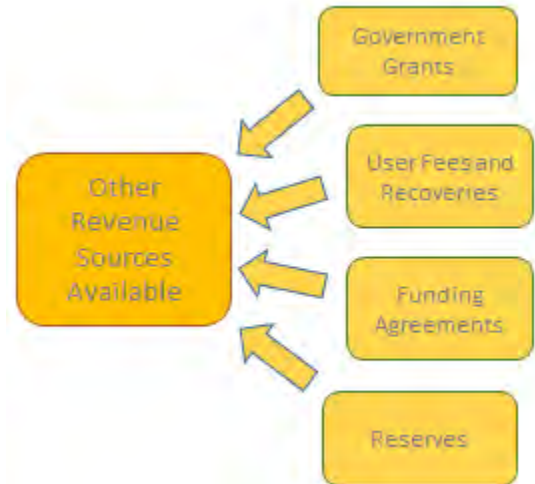 Government
Grants
User Fees and
Recoveries
Other
Revenue
Sources
Available
Funding
Agreements
Reserves